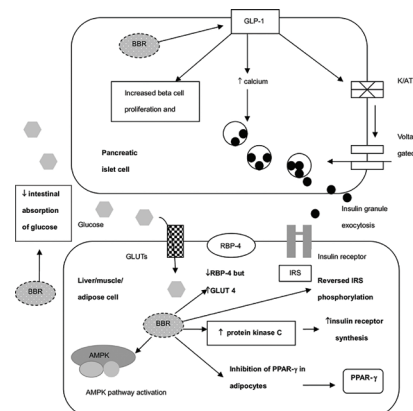 GLP-1
BBR
↑ calcium
K/AT
Increased beta cell
proliferation and
Volta
gated
Pancreatic
islet cell
↓ intestinal
absorption
of glucose
Glucose
Insulin granule
exocytosis
GLUTs
RBP-4
Insulin receptor
Liver/muscle/
adipose cell
↓RBP-4 but
↑GLUT 4
IRS
Reversed IRS
phosphorylation
BBR
BBR
↑ protein kinase C
↑insulin receptor
synthesis
AMPK
Inhibition of PPAR-γ in
adipocytes
PPAR-γ
AMPK pathway activation